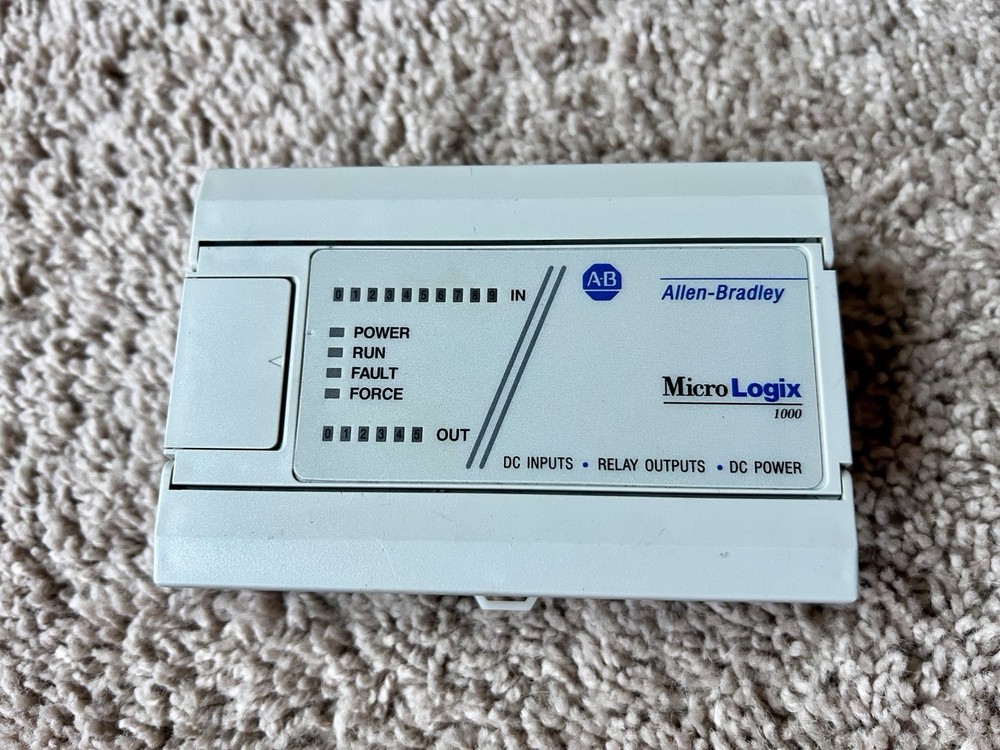 0 1 2 3 4 5 6 7 8 9 IN
POWER
RUN
FAULT
FORCE
0 1 2 3 4 5 OUT
A·B
Allen-Bradley
MicroLogix
1000
DC INPUTS • RELAY OUTPUTS • DC POWER